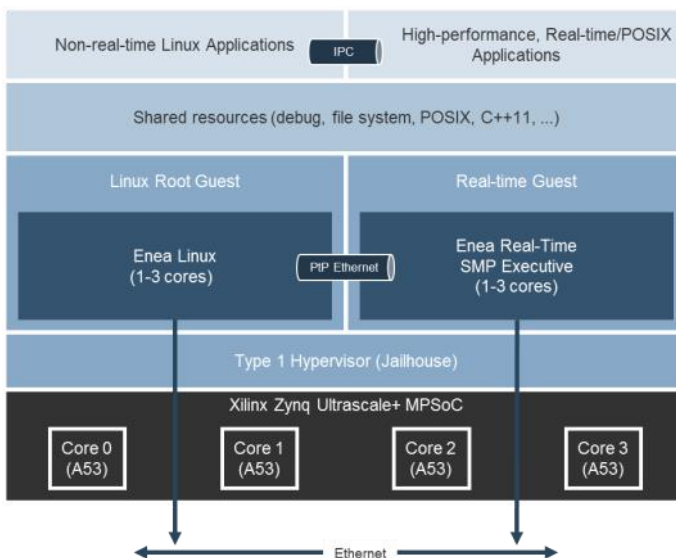 Non-real-time Linux Applications
IPC
High-performance, Real-time/POSIX
Applications
Shared resources (debug, file system, POSIX, C++11, ...)
Linux Root Guest
Real-time Guest
Enea Linux
(1-3 cores)
PtP Ethernet
Enea Real-Time
SMP Executive
(1-3 cores)
Type 1 Hypervisor (Jailhouse)
Xilinx Zynq Ultrascale+ MPSoC
Core 0
(A53)
Core 1
(A53)
Core 2
(A53)
Core 3
(A53)
Ethernet